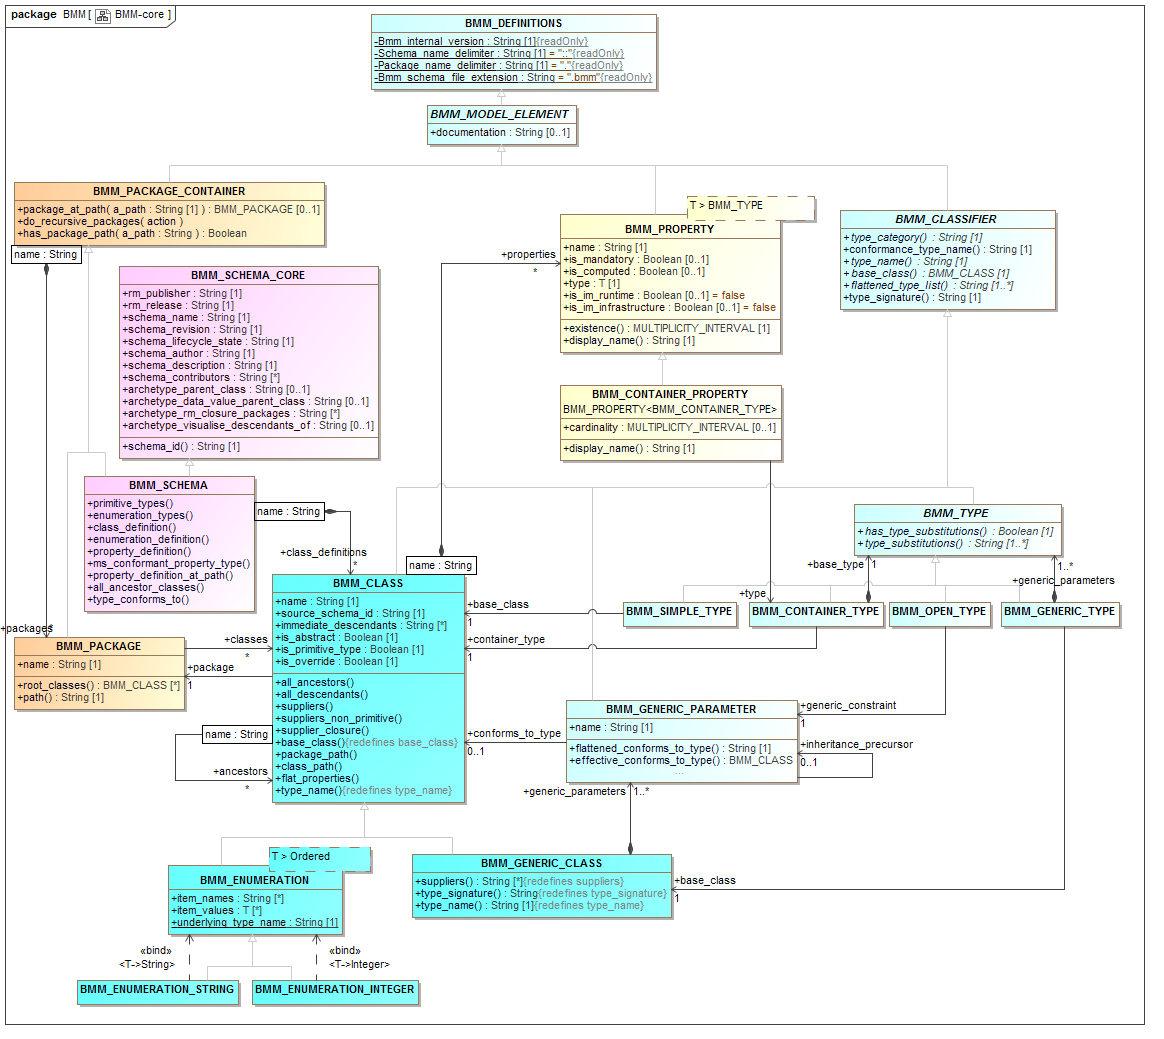 package BMM [ BMM-core ]
BMM_DEFINITIONS
-Bmm_internal_version : String [1]{readOnly}
-Schema_name_delimiter : String [1] = "::"{readOnly}
-Package_name_delimiter : String [1] = "."{readOnly}
-Bmm_schema_file_extension : String = ".bmm"{readOnly}
BMM_MODEL_ELEMENT
+documentation : String [0..1]
BMM_PACKAGE_CONTAINER
+package_at_path( a_path : String [1] ) : BMM_PACKAGE [0..1]
+do_recursive_packages( action )
+has_package_path( a_path : String ) : Boolean
name : String
T > BMM_TYPE
BMM_PROPERTY
+name : String [1]
+is_mandatory : Boolean [0..1]
+is_computed : Boolean [0..1]
+type : T [1]
+is_im_runtime : Boolean [0..1] = false
+is_im_infrastructure : Boolean [0..1] = false
+existence() : MULTIPLICITY_INTERVAL [1]
+display_name() : String [1]
+properties
*
BMM_CLASSIFIER
+type_category() : String [1]
+conformance_type_name() : String [1]
+type_name() : String [1]
+base_class() : BMM_CLASS [1]
+flattened_type_list() : String [1..*]
+type_signature() : String [1]
BMM_SCHEMA_CORE
+rm_publisher : String [1]
+rm_release : String [1]
+schema_name : String [1]
+schema_revision : String [1]
+schema_lifecycle_state : String [1]
+schema_author : String [1]
+schema_description : String [1]
+schema_contributors : String [*]
+archetype_parent_class : String [0..1]
+archetype_data_value_parent_class : String [0..1]
+archetype_rm_closure_packages : String [*]
+archetype_visualise_descendants_of : String [0..1]
+schema_id() : String [1]
BMM_CONTAINER_PROPERTY
BMM_PROPERTY<BMM_CONTAINER_TYPE>
+cardinality : MULTIPLICITY_INTERVAL [0..1]
+display_name() : String [1]
BMM_SCHEMA
+primitive_types()
+enumeration_types()
+class_definition()
+enumeration_definition()
+property_definition()
+ms_conformant_property_type()
+property_definition_at_path()
+all_ancestor_classes()
+type_conforms_to()
name : String
+class_definitions
*
name : String
BMM_TYPE
+has_type_substitutions() : Boolean [1]
+type_substitutions() : String [1..*]
+base_type
1
1..*
+generic_parameters
+type
BMM_SIMPLE_TYPE
BMM_CONTAINER_TYPE
BMM_OPEN_TYPE
BMM_GENERIC_TYPE
BMM_CLASS
+name : String [1]
+source_schema_id : String [1]
+immediate_descendants : String [*]
+is_abstract : Boolean [1]
+is_primitive_type : Boolean [1]
+is_override : Boolean [1]
+all_ancestors()
+all_descendants()
+suppliers()
+suppliers_non_primitive()
+supplier_closure()
+base_class(){redefines base_class}
+package_path()
+class_path()
+flat_properties()
+type_name(){redefines type_name}
+base_class
1
+container_type
1
+packages
*
BMM_PACKAGE
+name : String [1]
+root_classes() : BMM_CLASS [*]
+path() : String [1]
+classes
*
+package
1
name : String
+ancestors
*
+conforms_to_type
0..1
BMM_GENERIC_PARAMETER
+name : String [1]
+flattened_conforms_to_type() : String [1]
+effective_conforms_to_type() : BMM_CLASS
...
+generic_constraint
1
+inheritance_precursor
0..1
+generic_parameters
1..*
T > Ordered
BMM_ENUMERATION
+item_names : String [*]
+item_values : T [*]
+underlying_type_name : String [1]
BMM_GENERIC_CLASS
+suppliers() : String [*]{redefines suppliers}
+type_signature() : String{redefines type_signature}
+type_name() : String [1]{redefines type_name}
+base_class
1
«bind»
<T->String>
«bind»
<T->Integer>
BMM_ENUMERATION_STRING
BMM_ENUMERATION_INTEGER